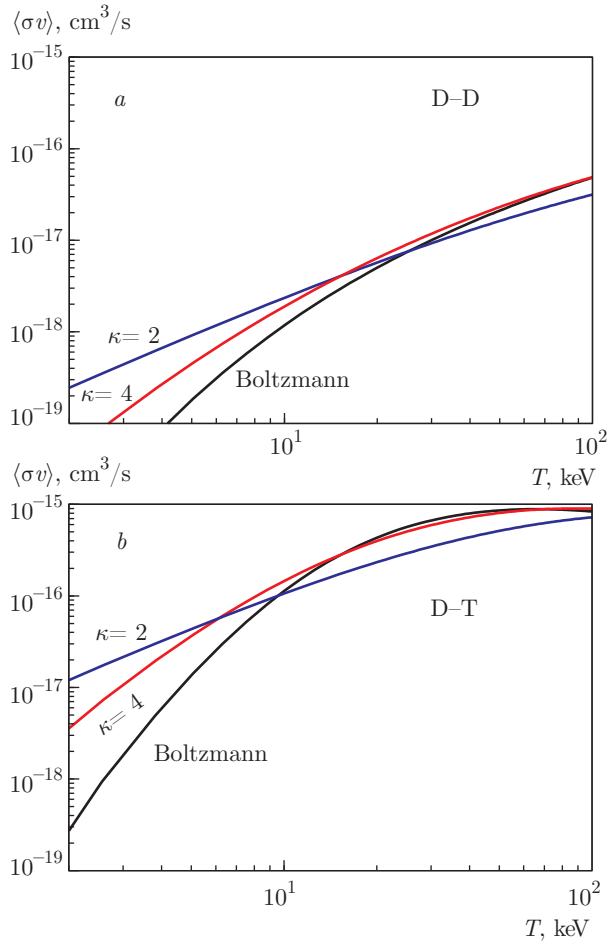 ⟨σv⟩, cm³/s
10⁻¹⁵
a
D–D
10⁻¹⁶
10⁻¹⁷
10⁻¹⁸
κ= 2
κ= 4
Boltzmann
10⁻¹⁹
10¹
10²
T, keV
⟨σv⟩, cm³/s
10⁻¹⁵
b
10⁻¹⁶
D–T
κ= 2
10⁻¹⁷
κ= 4
Boltzmann
10⁻¹⁸
10⁻¹⁹
10¹
10²
T, keV